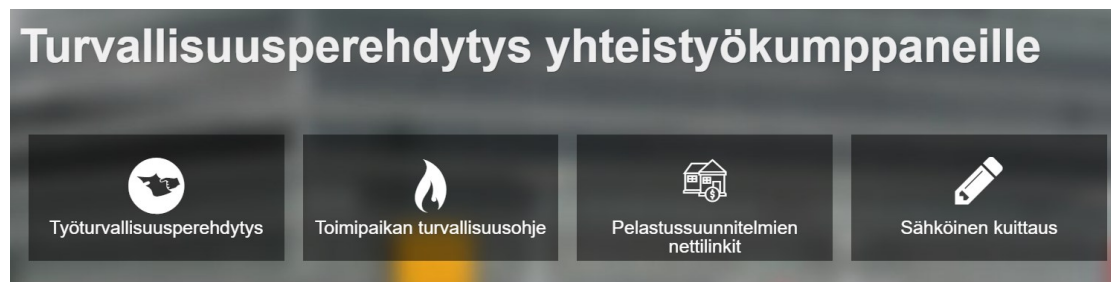 Turvallisuusperehdytys yhteistyökumppaneille
Työturvallisuusperehdytys
Toimipaikan turvallisuusohje
Pelastussuunnitelmien
nettilinkit
Sähköinen kuittaus